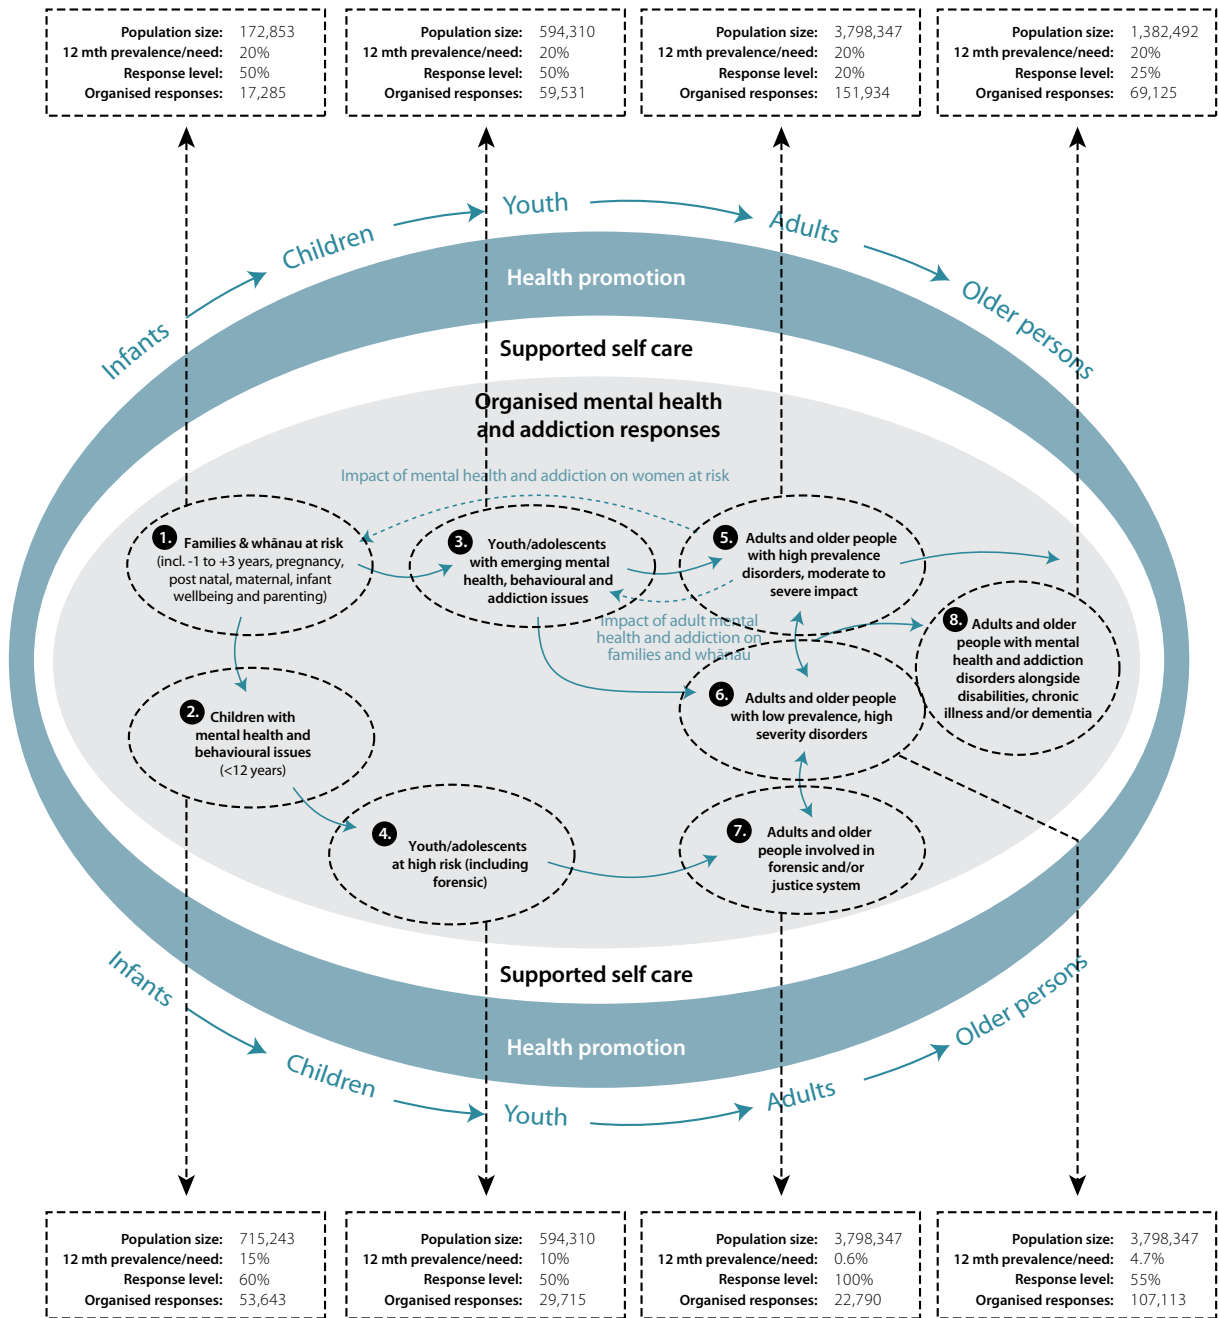 Population size: 172,853
12 mth prevalence/need: 20%
Response level: 50%
Organised responses: 17,285
Population size: 594,310
12 mth prevalence/need: 20%
Response level: 50%
Organised responses: 59,531
Population size: 3,798,347
12 mth prevalence/need: 20%
Response level: 20%
Organised responses: 151,934
Population size: 1,382,492
12 mth prevalence/need: 20%
Response level: 25%
Organised responses: 69,125
Infants
Children
Youth
Adults
Older persons
Health promotion
Supported self care
Organised mental health
and addiction responses
Impact of mental health and addiction on women at risk
1. Families & whānau at risk
(incl. -1 to +3 years, pregnancy,
post natal, maternal, infant
wellbeing and parenting)
3. Youth/adolescents
with emerging mental
health, behavioural and
addiction issues
5. Adults and older people
with high prevalence
disorders, moderate to
severe impact
Impact of adult mental
health and addiction on
families and whānau
8. Adults and older
people with mental
health and addiction
disorders alongside
disabilities, chronic
illness and/or dementia
2. Children with
mental health and
behavioural issues
(<12 years)
6. Adults and older people
with low prevalence, high
severity disorders
4. Youth/adolescents
at high risk (including
forensic)
7. Adults and older
people involved in
forensic and/or
justice system
Supported self care
Health promotion
Infants
Children
Youth
Adults
Older persons
Population size: 715,243
12 mth prevalence/need: 15%
Response level: 60%
Organised responses: 53,643
Population size: 594,310
12 mth prevalence/need: 10%
Response level: 50%
Organised responses: 29,715
Population size: 3,798,347
12 mth prevalence/need: 0.6%
Response level: 100%
Organised responses: 22,790
Population size: 3,798,347
12 mth prevalence/need: 4.7%
Response level: 55%
Organised responses: 107,113